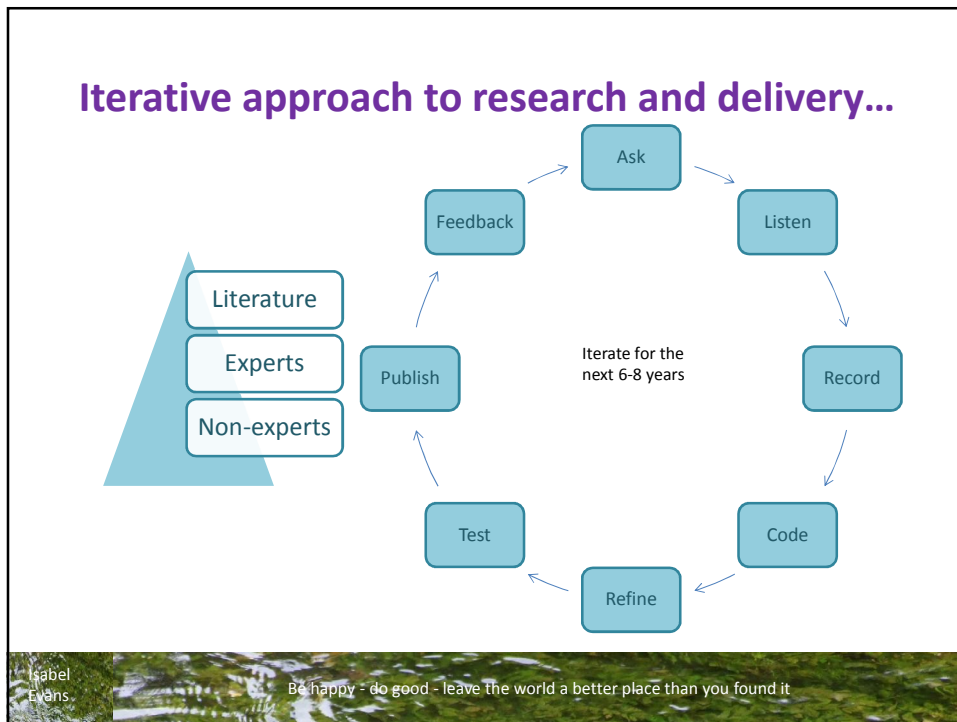 Iterative approach to research and delivery…
Ask
Feedback
Listen
Literature
Experts
Non-experts
Publish
Iterate for the
next 6-8 years
Record
Test
Code
Refine
Isabel
Evans
Be happy - do good - leave the world a better place than you found it